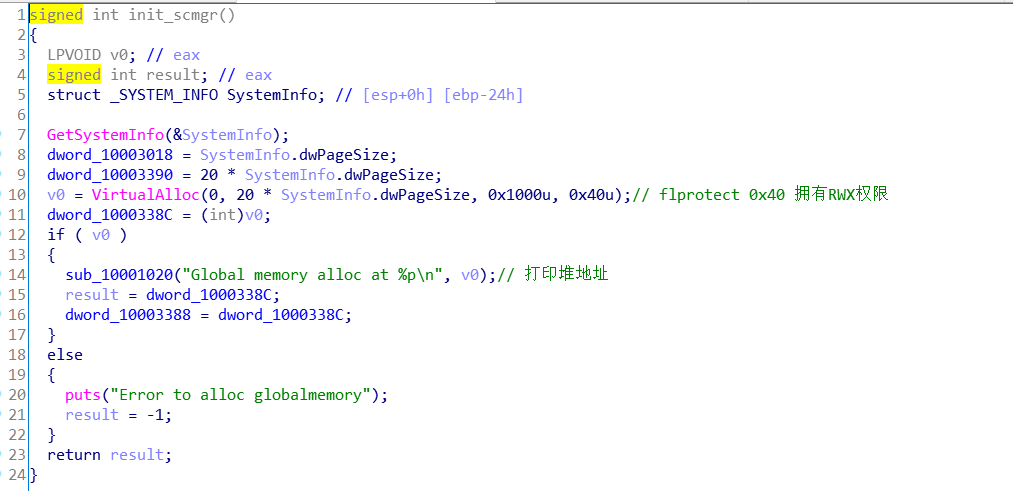 1 signed int init_scmgr()
2 {
3 LPVOID v0; // eax
4 signed int result; // eax
5 struct _SYSTEM_INFO SystemInfo; // [esp+0h] [ebp-24h]
6
7 GetSystemInfo(&SystemInfo);
8 dword_10003018 = SystemInfo.dwPageSize;
9 dword_10003390 = 20 * SystemInfo.dwPageSize;
10 v0 = VirtualAlloc(0, 20 * SystemInfo.dwPageSize, 0x1000u, 0x40u);// flprotect 0x40 拥有RWX权限
11 dword_1000338C = (int)v0;
12 if ( v0 )
13 {
14 sub_10001020("Global memory alloc at %p\n", v0);// 打印堆地址
15 result = dword_1000338C;
16 dword_10003388 = dword_1000338C;
17 }
18 else
19 {
20 puts("Error to alloc globalmemory");
21 result = -1;
22 }
23 return result;
24 }